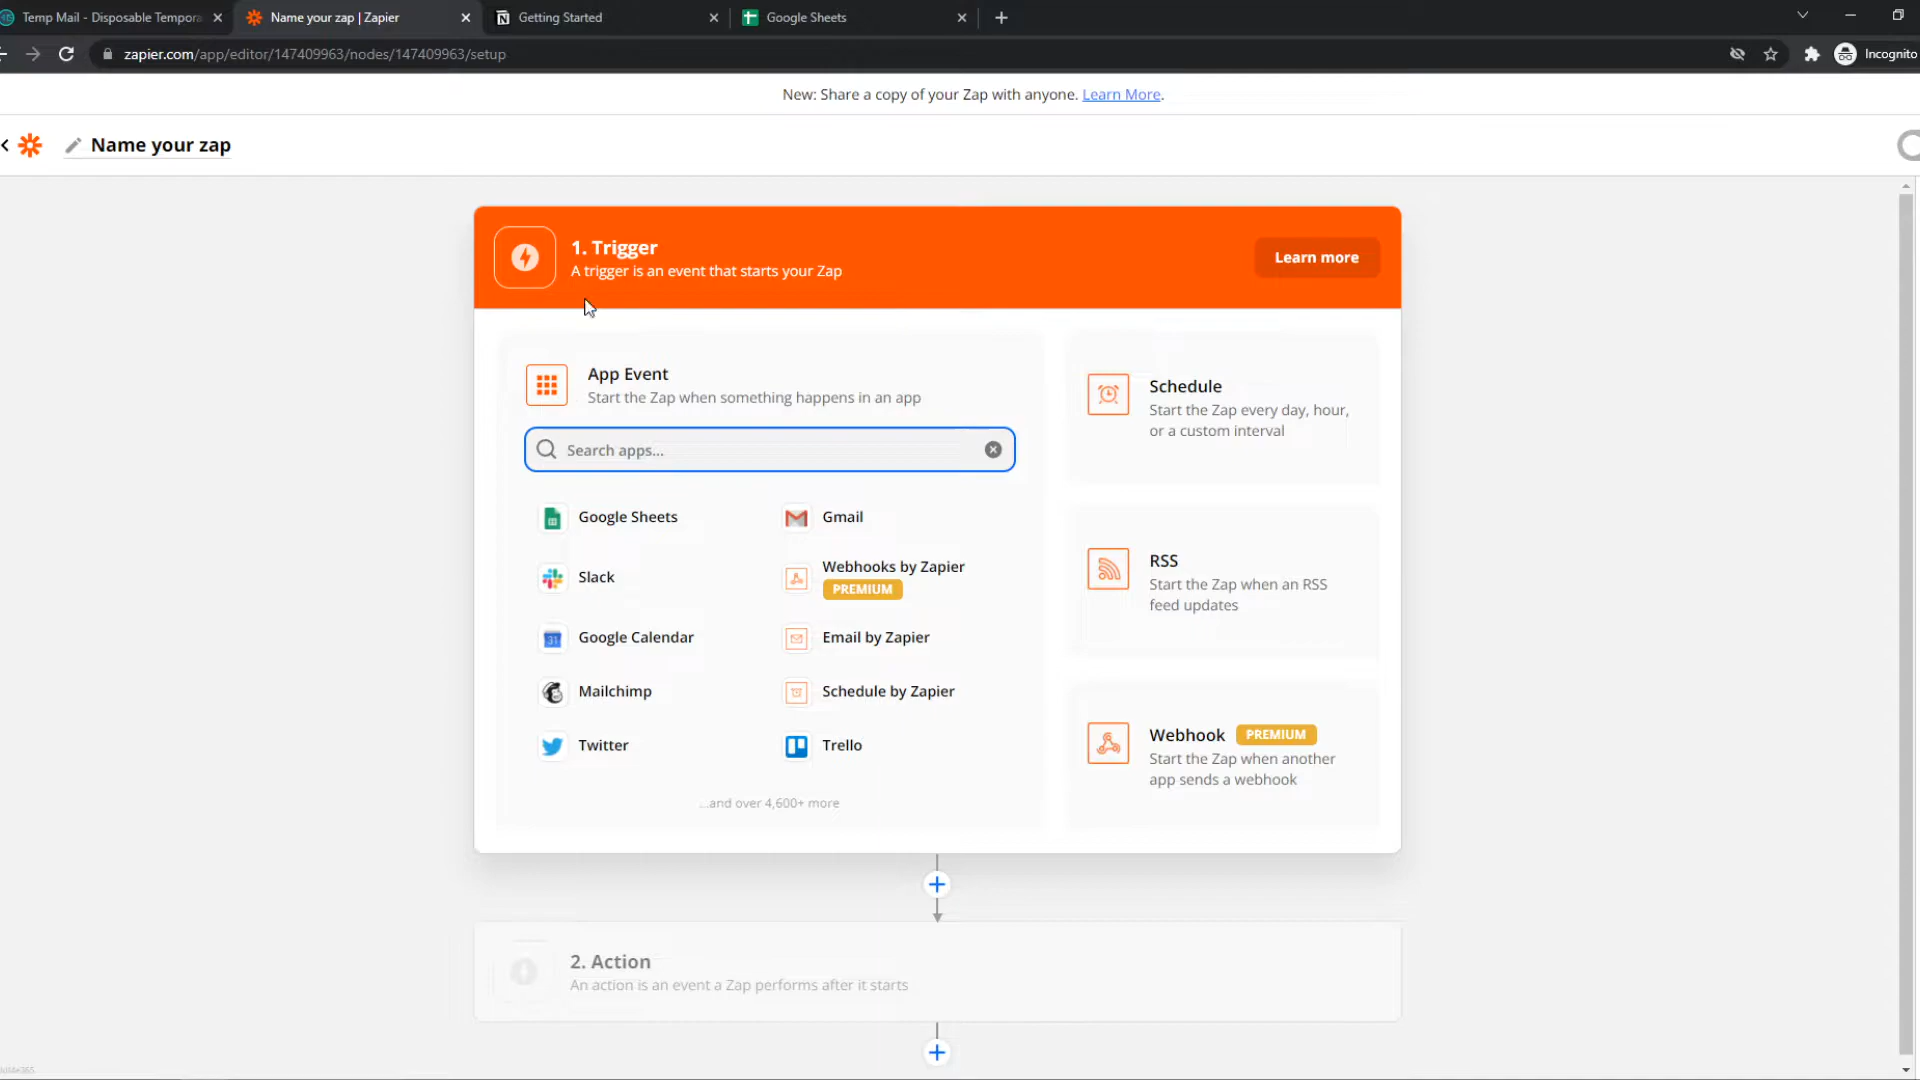 Temp Mail - Disposable Tempora
Name your zap | Zapier
Getting Started
Google Sheets
zapier.com/app/editor/147409963/nodes/147409963/setup
Incognito
New: Share a copy of your Zap with anyone. Learn More.
Name your zap
1. Trigger
A trigger is an event that starts your Zap
Learn more
App Event
Start the Zap when something happens in an app
Search apps...
Google Sheets
Gmail
Slack
Webhooks by Zapier
PREMIUM
Google Calendar
31
Email by Zapier
Mailchimp
Schedule by Zapier
Twitter
Trello
...and over 4,600+ more
Schedule
Start the Zap every day, hour,
or a custom interval
RSS
Start the Zap when an RSS
feed updates
Webhook PREMIUM
Start the Zap when another
app sends a webhook
2. Action
An action is an event a Zap performs after it starts